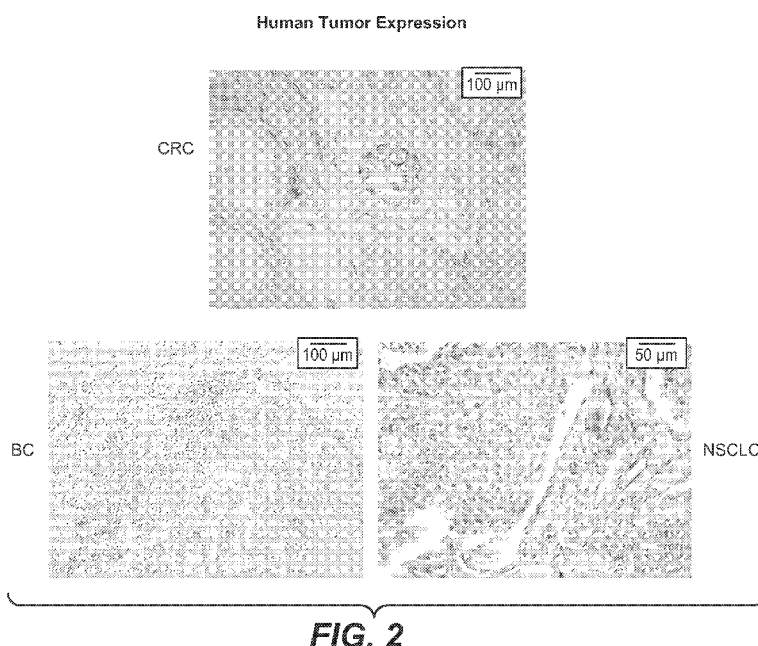 Human Tumor Expression
100 µm
CRC
100 µm
50 µm
BC
NSCLC
FIG. 2